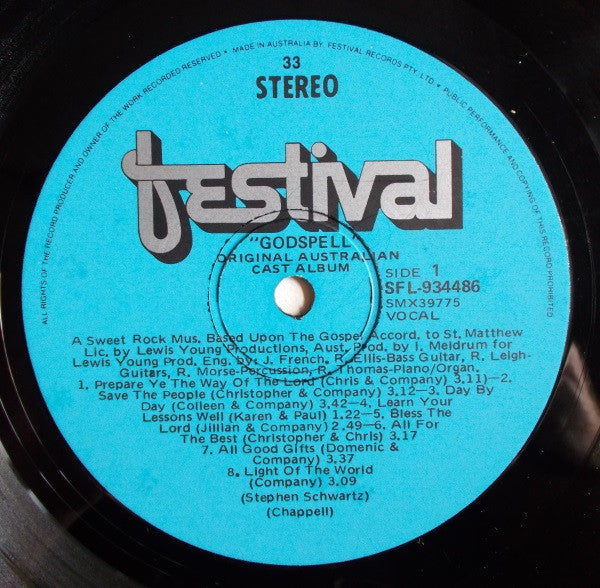 ALL RIGHTS OF THE RECORD PRODUCER AND OWNER OF THE WORK RECORDED RESERVED • MADE IN AUSTRALIA BY FESTIVAL RECORDS PTY. LTD. • PUBLIC PERFORMANCE AND COPYING OF THIS RECORD PROHIBITED
33
STEREO
festival
"GODSPELL"
ORIGINAL AUSTRALIAN
CAST ALBUM
SIDE 1
SFL-934486
SMX39775
VOCAL
A Sweet Rock Mus. Based Upon The Gospel Accord. to St. Matthew
Lic. by Lewis Young Productions, Aust. Prod. by I. Meldrum for
Lewis Young Prod. Eng. by: J. French, R. Ellis-Bass Guitar, R. Leigh-
Guitars, R. Morse-Percussion, R. Thomas-Piano/Organ.
1. Prepare Ye The Way Of The Lord (Chris & Company) 3.11)—2.
Save The People (Christopher & Company) 3.12—3. Day By
Day (Colleen & Company) 3.42—4. Learn Your
Lessons Well (Karen & Paul) 1.22—5. Bless The
Lord (Jillian & Company) 2.49—6. All For
The Best (Christopher & Chris) 3.17
7. All Good Gifts (Domenic &
Company) 3.37
8. Light Of The World
(Company) 3.09
(Stephen Schwartz)
(Chappell)